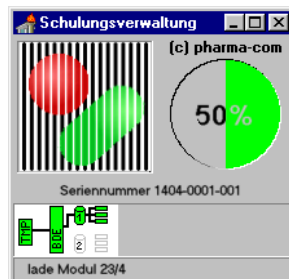 Schulungsverwaltung
(c) pharma-com
50%
Seriennummer 1404-0001-001
TMP
BDE
1
2
lade Modul 23/4